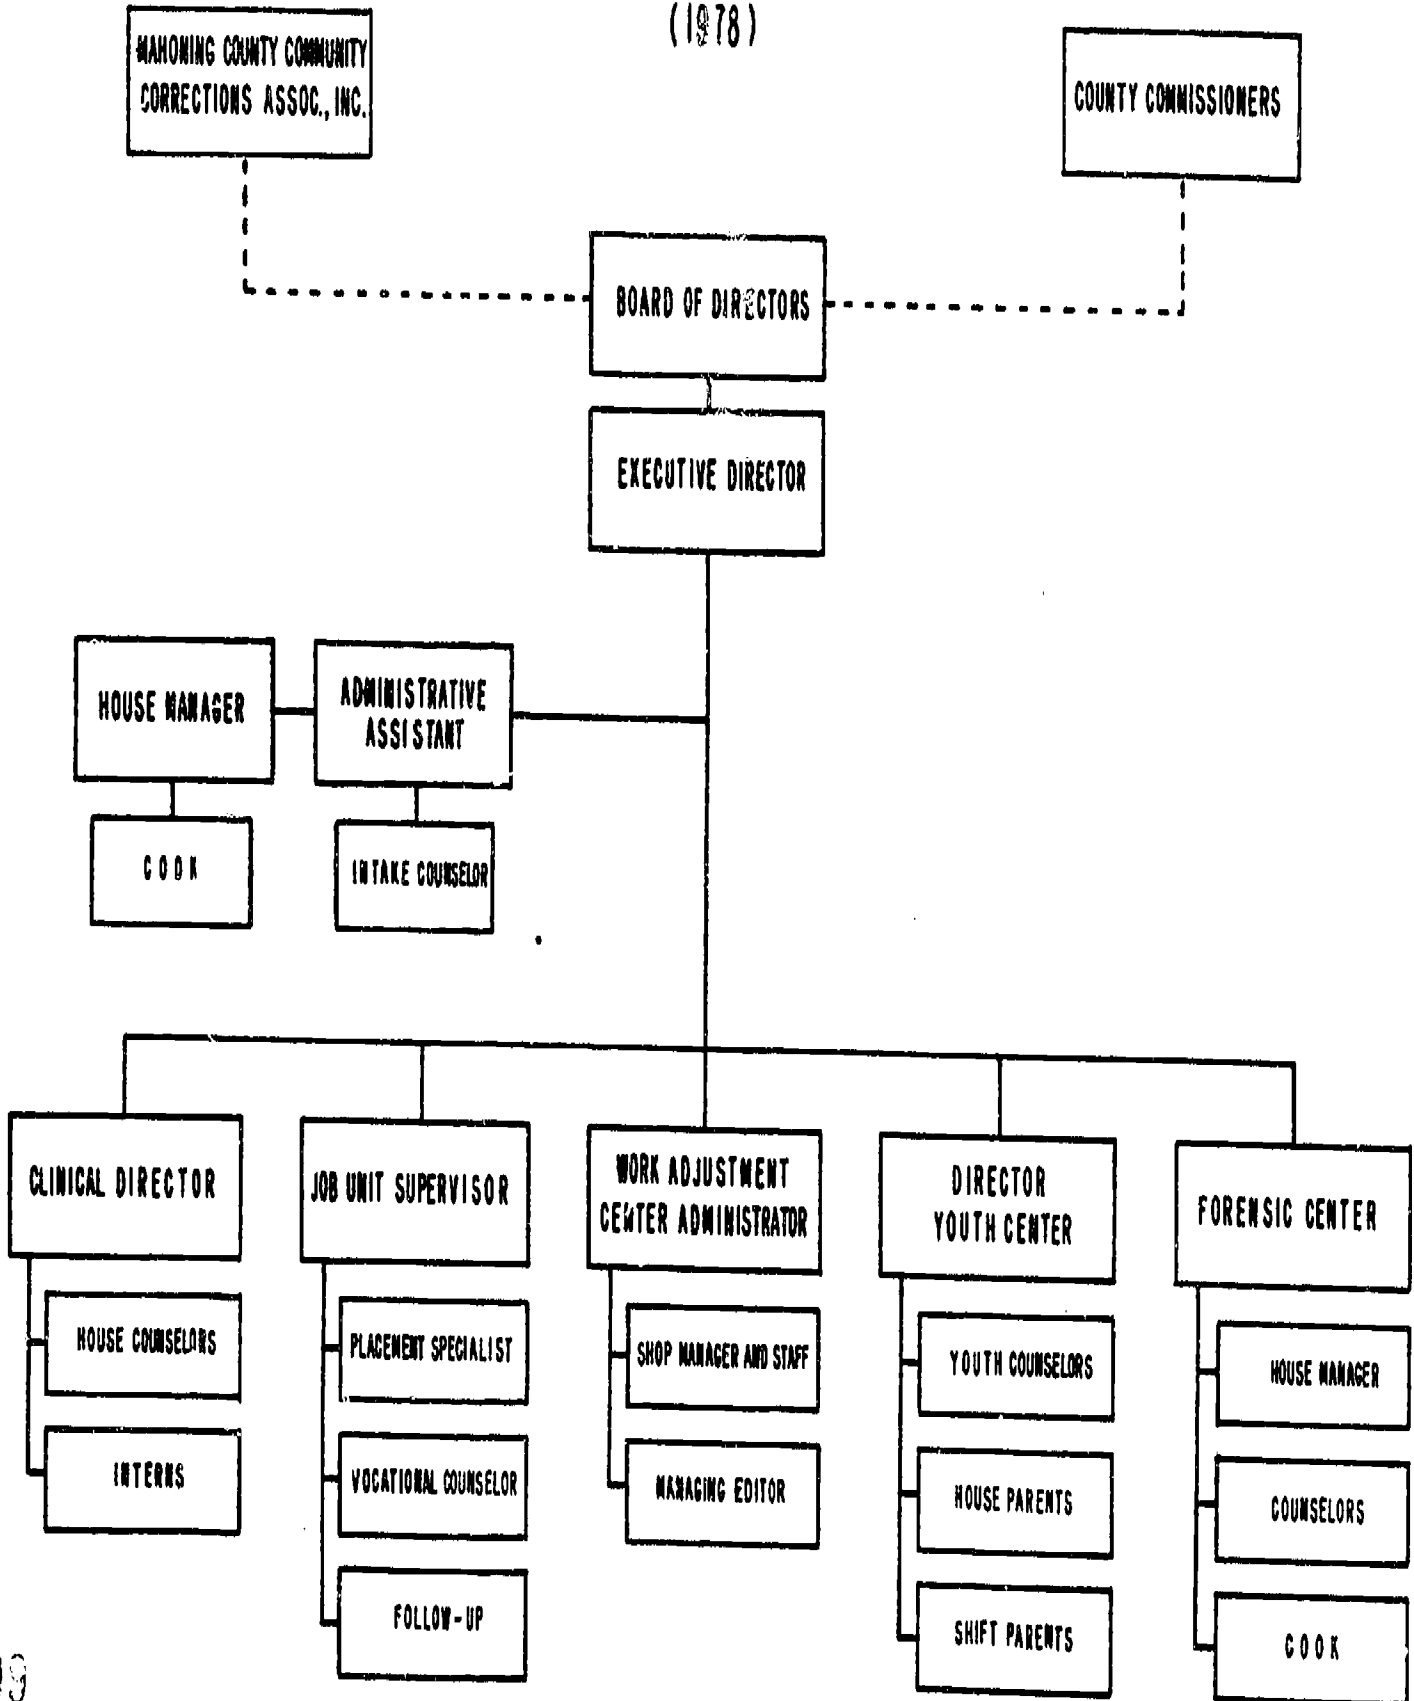 (1978)
MAHONING COUNTY COMMUNITY
CORRECTIONS ASSOC., INC.
COUNTY COMMISSIONERS
BOARD OF DIRECTORS
EXECUTIVE DIRECTOR
HOUSE MANAGER
ADMINISTRATIVE
ASSISTANT
COOK
INTAKE COUNSELOR
CLINICAL DIRECTOR
HOUSE COUNSELORS
INTERNS
JOB UNIT SUPERVISOR
PLACEMENT SPECIALIST
VOCATIONAL COUNSELOR
FOLLOW-UP
WORK ADJUSTMENT
CENTER ADMINISTRATOR
SHOP MANAGER AND STAFF
MANAGING EDITOR
DIRECTOR
YOUTH CENTER
YOUTH COUNSELORS
HOUSE PARENTS
SHIFT PARENTS
FORENSIC CENTER
HOUSE MANAGER
COUNSELORS
COOK